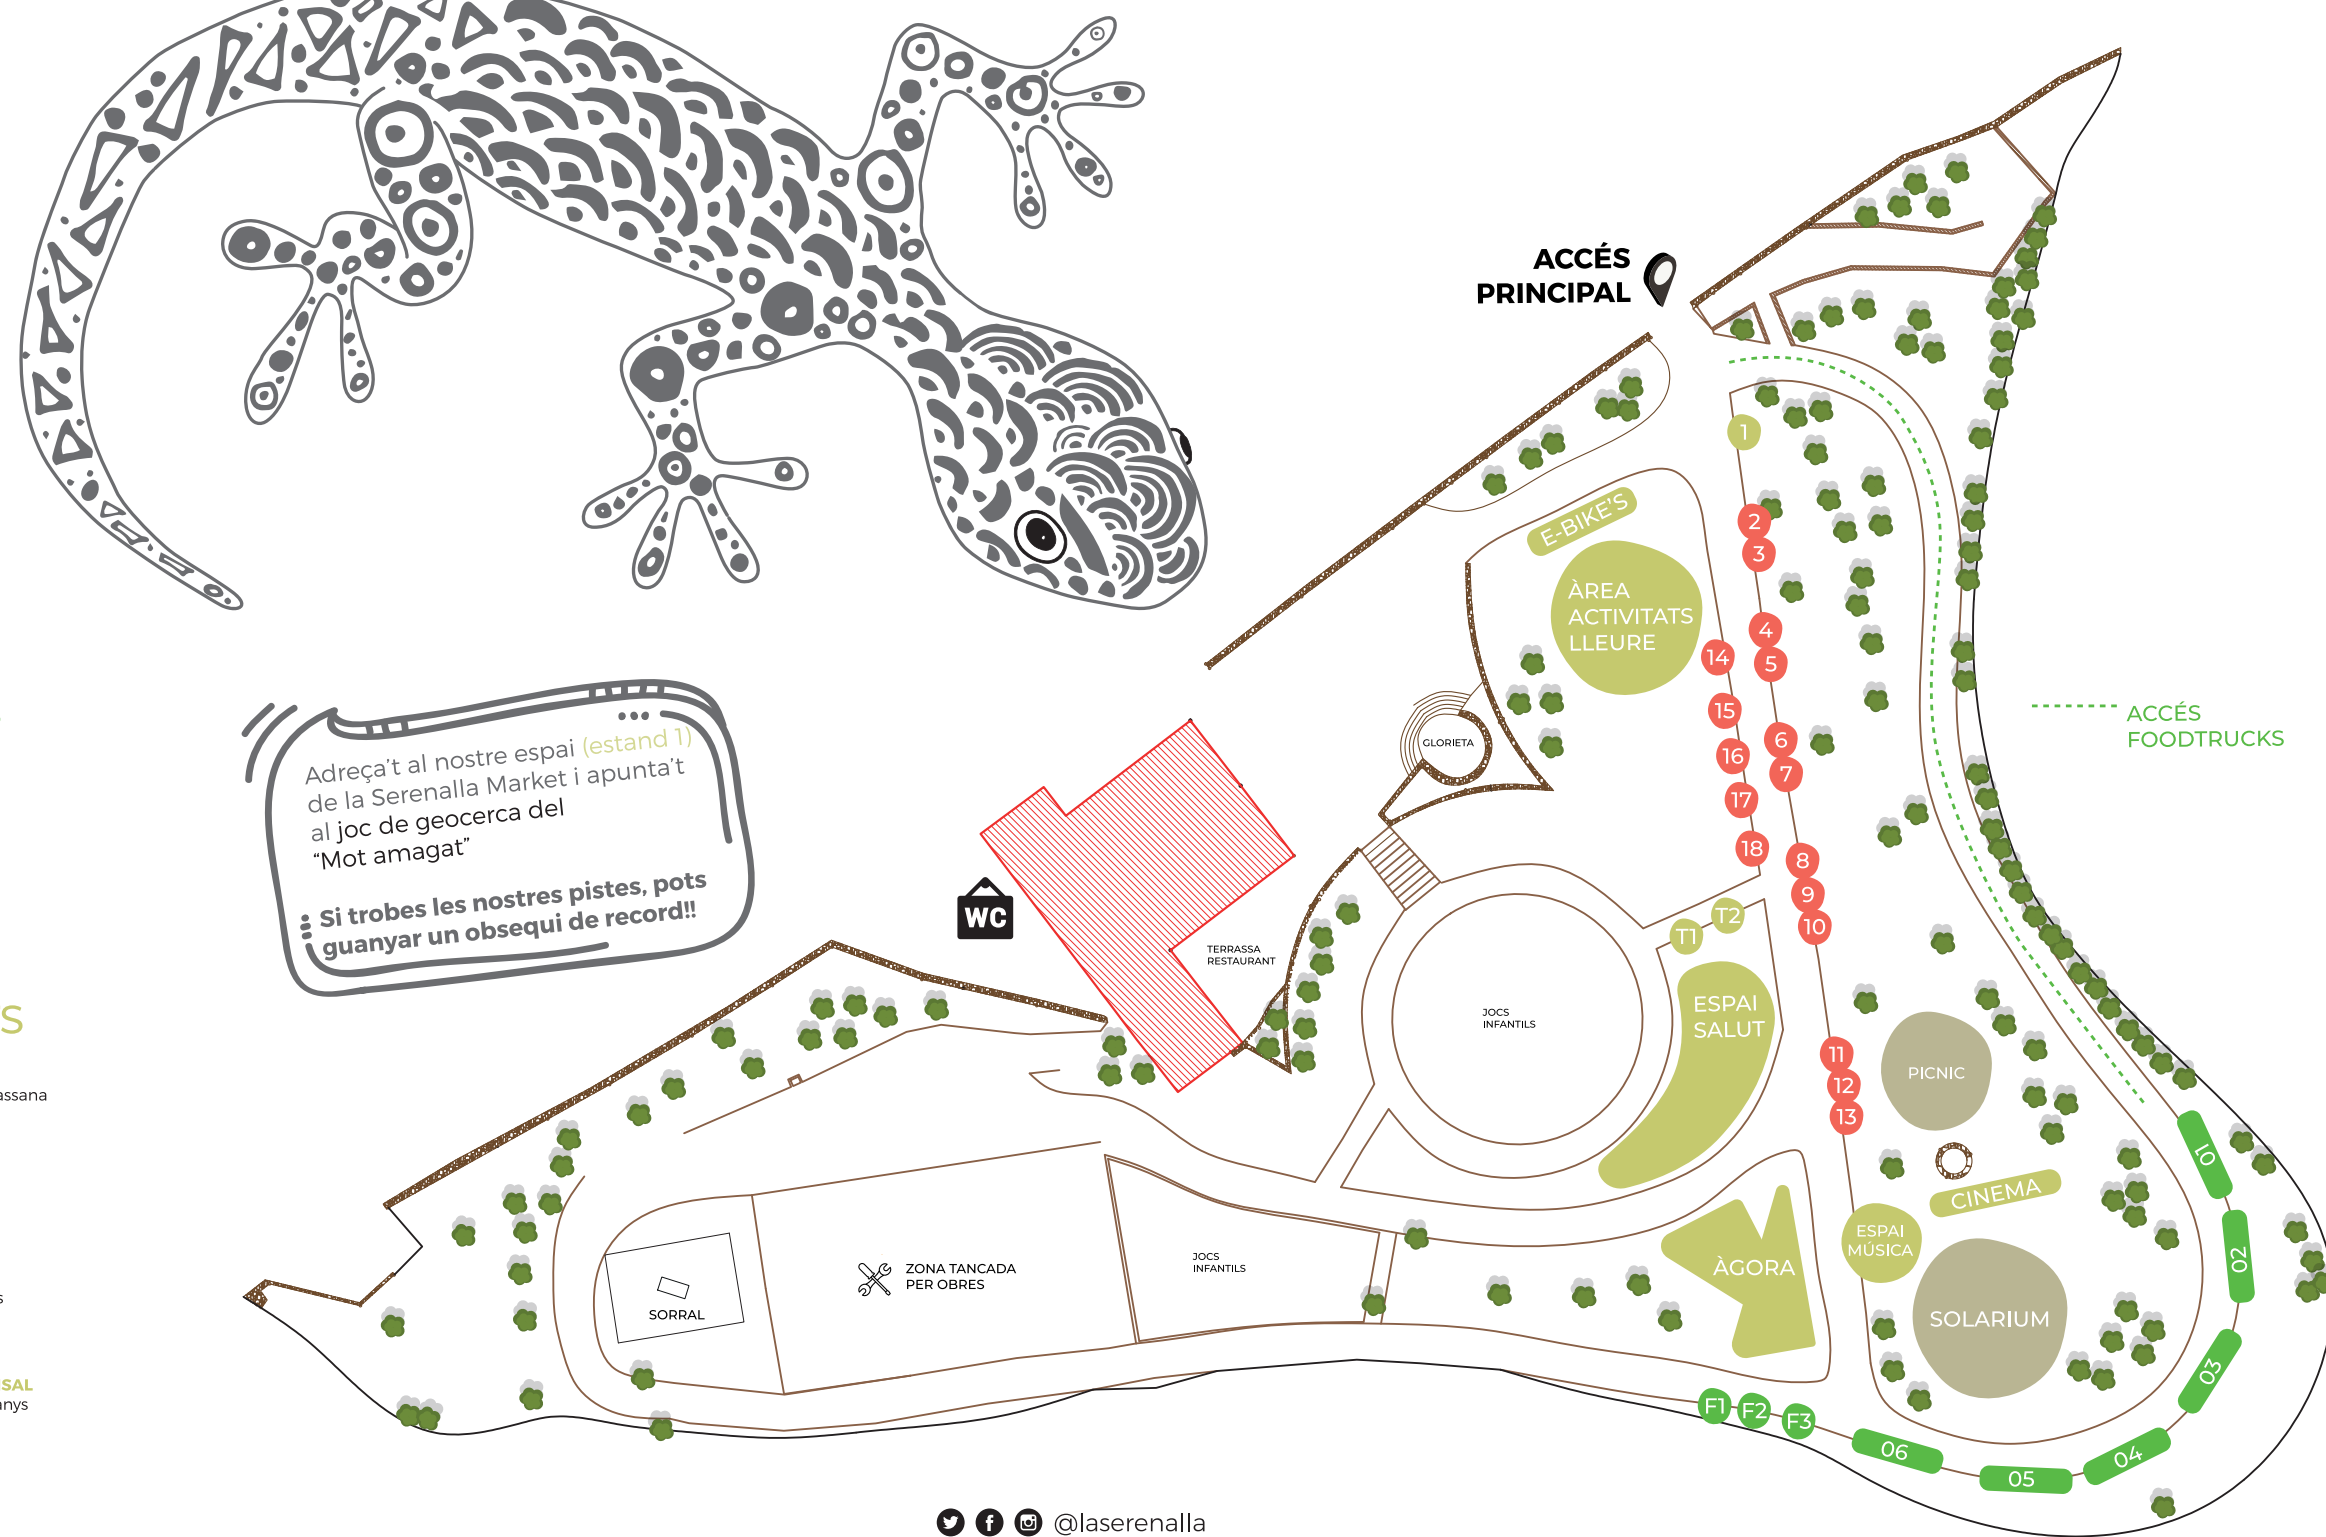 ACCÉS
PRINCIPAL
1
E-BIKE'S
2
3
ÀREA
ACTIVITATS
LLEURE
4
5
14
15
6
7
16
17
18
8
9
10
GLORIETA
ACCÉS
FOODTRUCKS
Adreça't al nostre espai (estand 1)
de la Serenalla Market i apunta't
al joc de geocerca del
“Mot amagat”
Si trobes les nostres pistes, pots
guanyar un obsequi de record!!
WC
TERRASSA
RESTAURANT
T1
T2
JOCS
INFANTILS
ESPAI
SALUT
11
12
13
PICNIC
CINEMA
ESPAI
MÚSICA
SOLARIUM
ÀGORA
JOCS
INFANTILS
ZONA TANCADA
PER OBRES
SORRAL
01
02
03
04
05
06
F1
F2
F3
S
assana
s
SAL
anys
@laserenalla